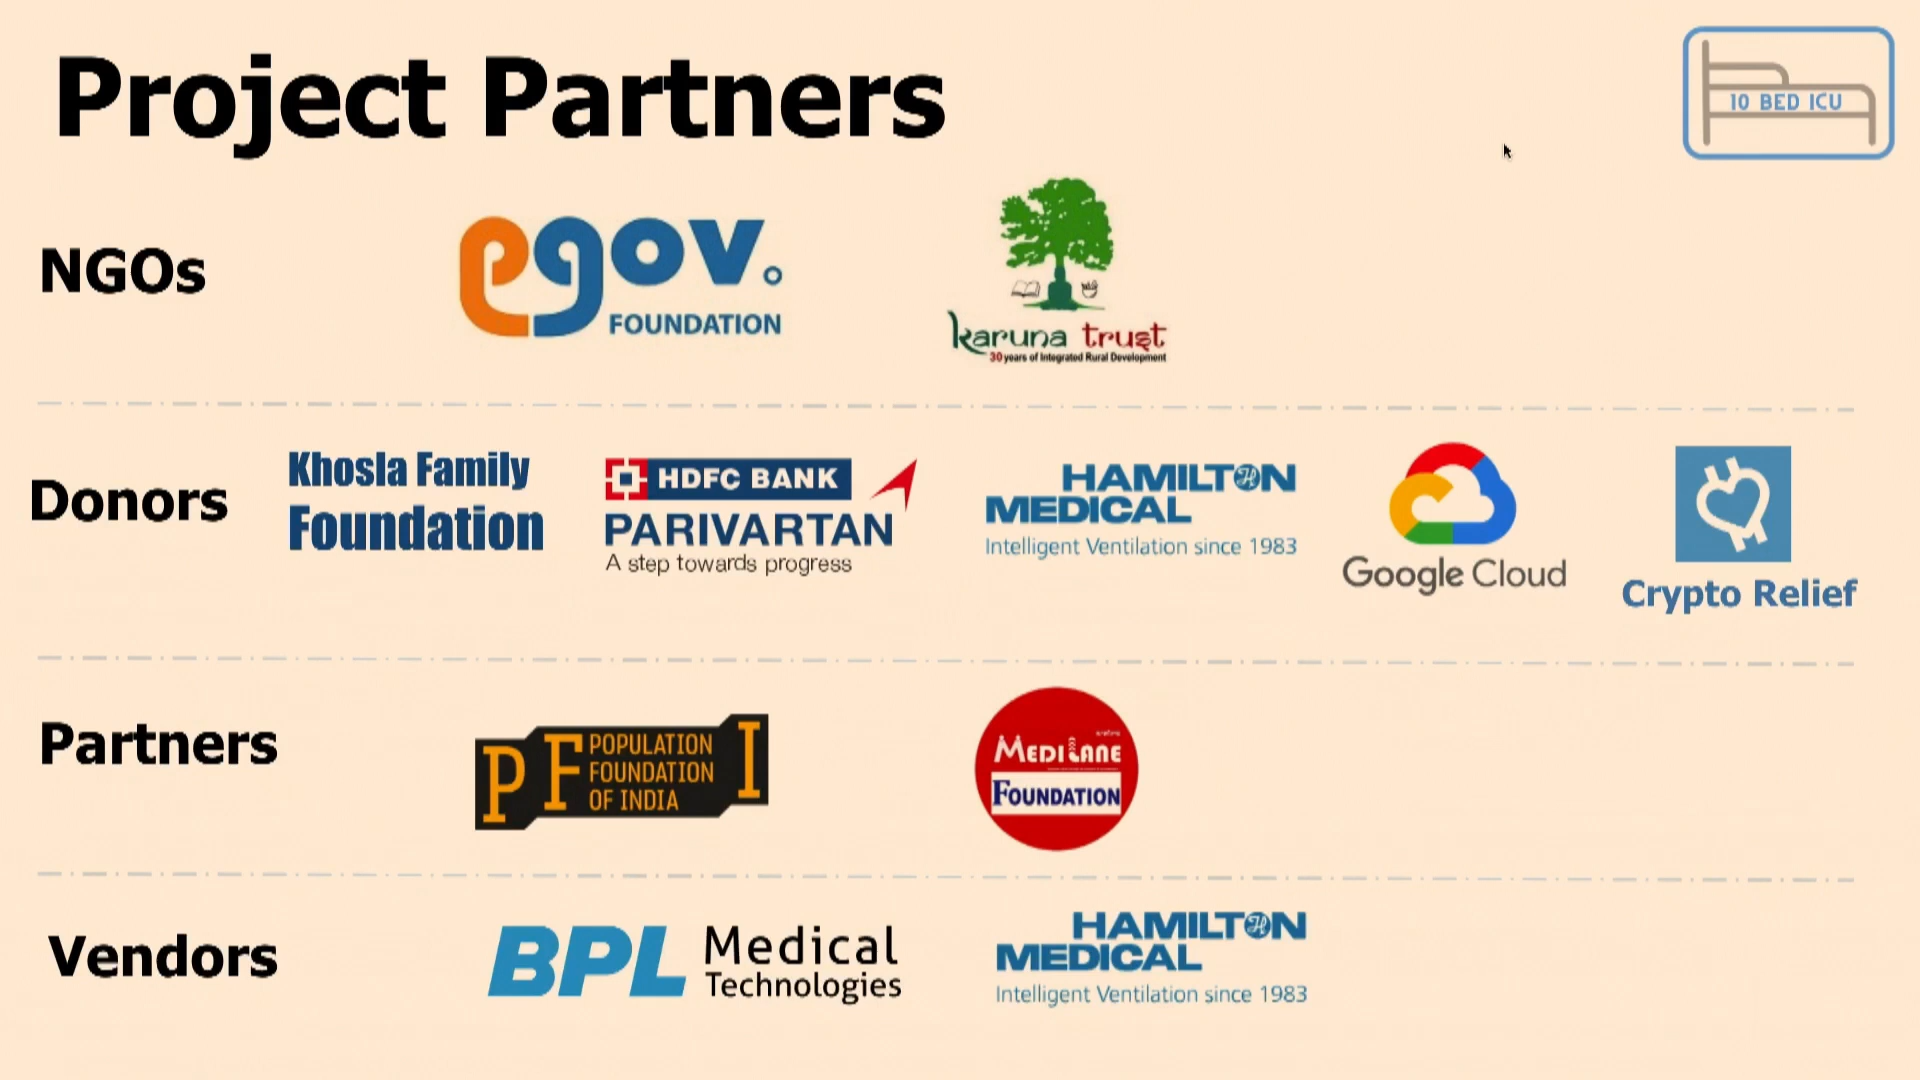 Project Partners
10 BED ICU
NGOs
egov.
FOUNDATION
karuna trust
30 years of Integrated Rural Development
Donors
Khosla Family
Foundation
HDFC BANK
PARIVARTAN
A step towards progress
HAMILTON
MEDICAL
Intelligent Ventilation since 1983
Google Cloud
Crypto Relief
Partners
PFI
POPULATION
FOUNDATION
OF INDIA
MEDILANE
FOUNDATION
Vendors
BPL Medical
Technologies
HAMILTON
MEDICAL
Intelligent Ventilation since 1983